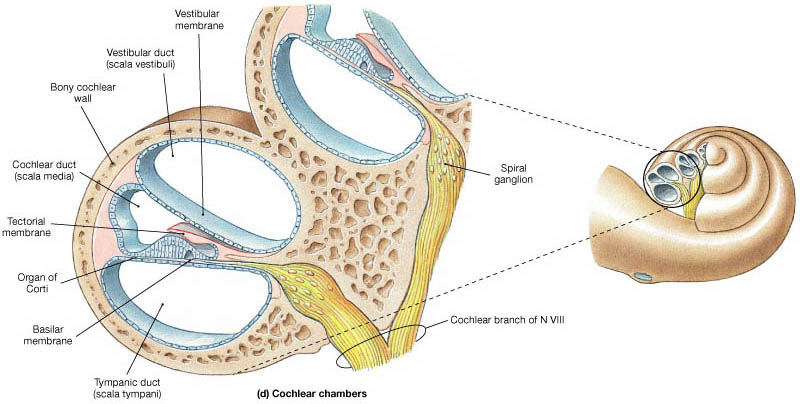 Vestibular
membrane
Vestibular duct
(scala vestibuli)
Bony cochlear
wall
Cochlear duct
(scala media)
Tectorial
membrane
Organ of
Corti
Basilar
membrane
Tympanic duct
(scala tympani)
Spiral
ganglion
Cochlear branch of N VIII
(d) Cochlear chambers